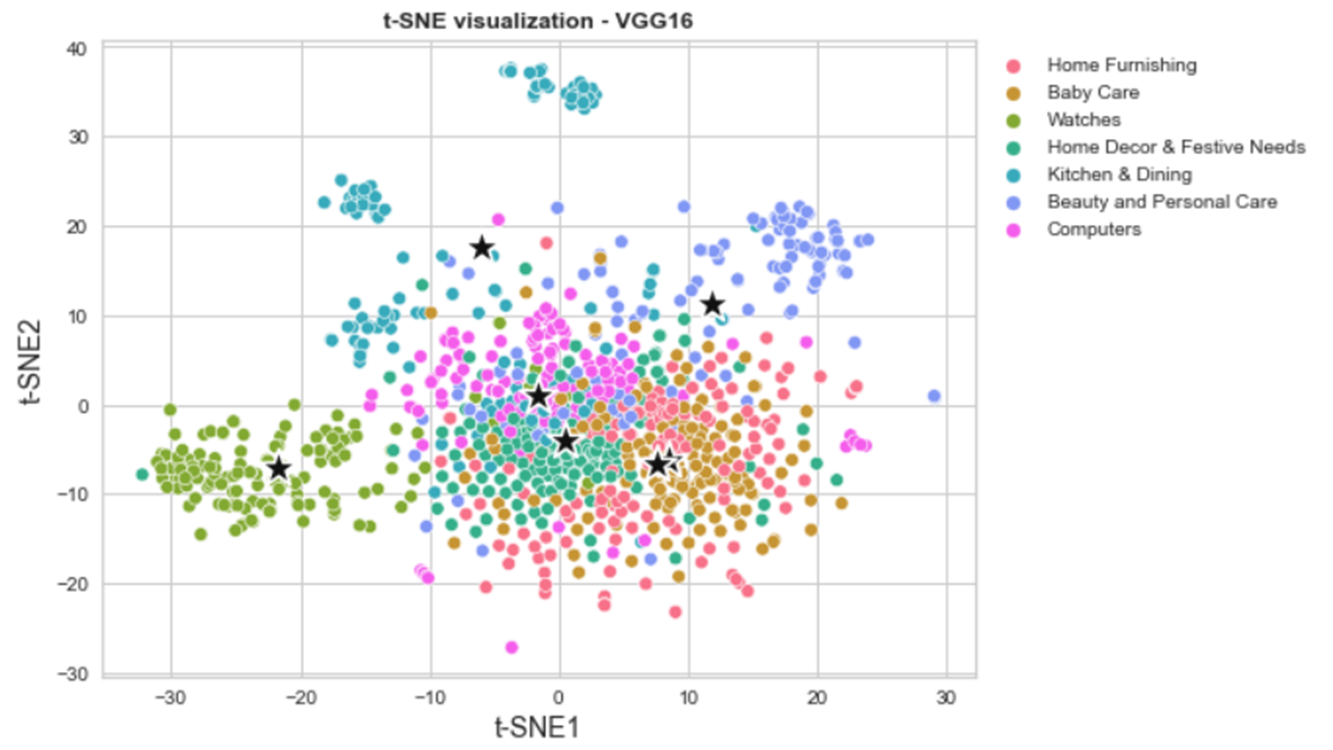 t-SNE visualization - VGG16
40
30
20
10
0
−10
−20
−30
t-SNE2
−30
−20
−10
0
10
20
30
t-SNE1
Home Furnishing
Baby Care
Watches
Home Decor & Festive Needs
Kitchen & Dining
Beauty and Personal Care
Computers